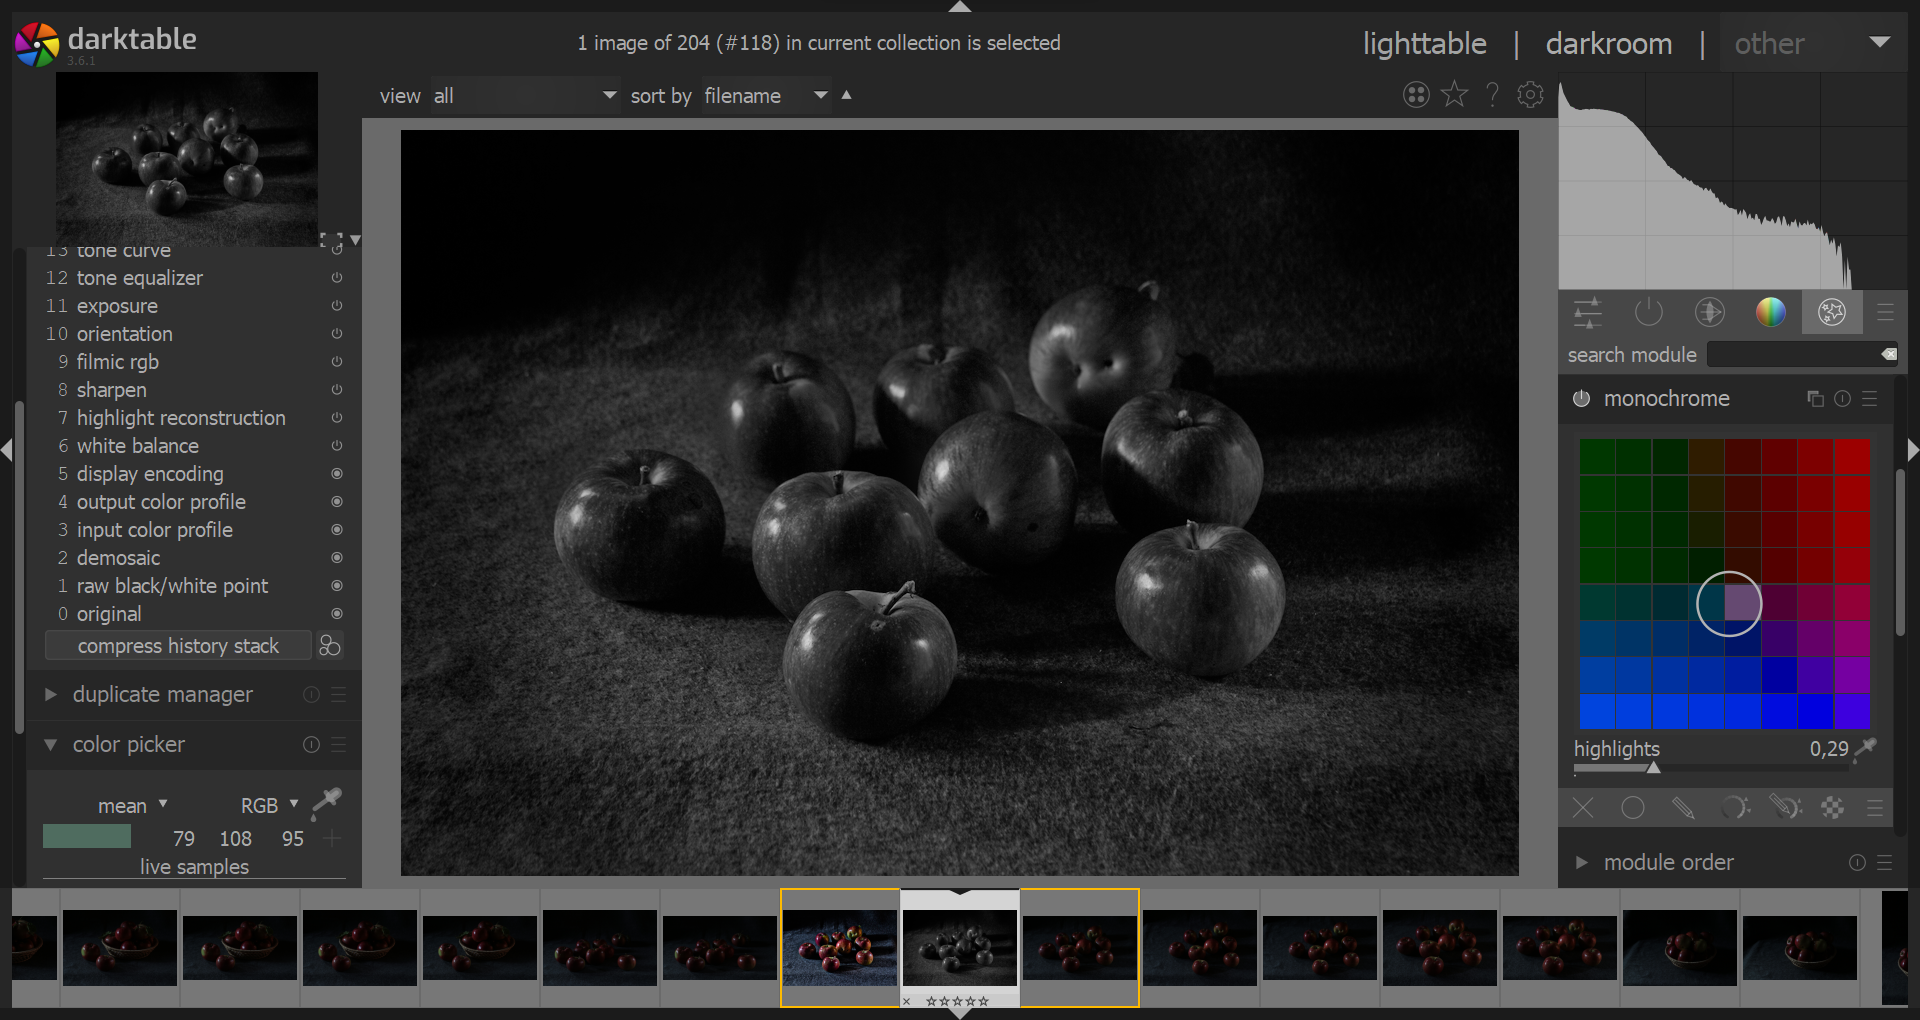 darktable
3.6.1
1 image of 204 (#118) in current collection is selected
lighttable | darkroom | other
view all sort by filename
13 tone curve
12 tone equalizer
11 exposure
10 orientation
9 filmic rgb
8 sharpen
7 highlight reconstruction
6 white balance
5 display encoding
4 output color profile
3 input color profile
2 demosaic
1 raw black/white point
0 original
compress history stack
duplicate manager
color picker
mean RGB
79 108 95
live samples
search module
monochrome
highlights 0,29
module order